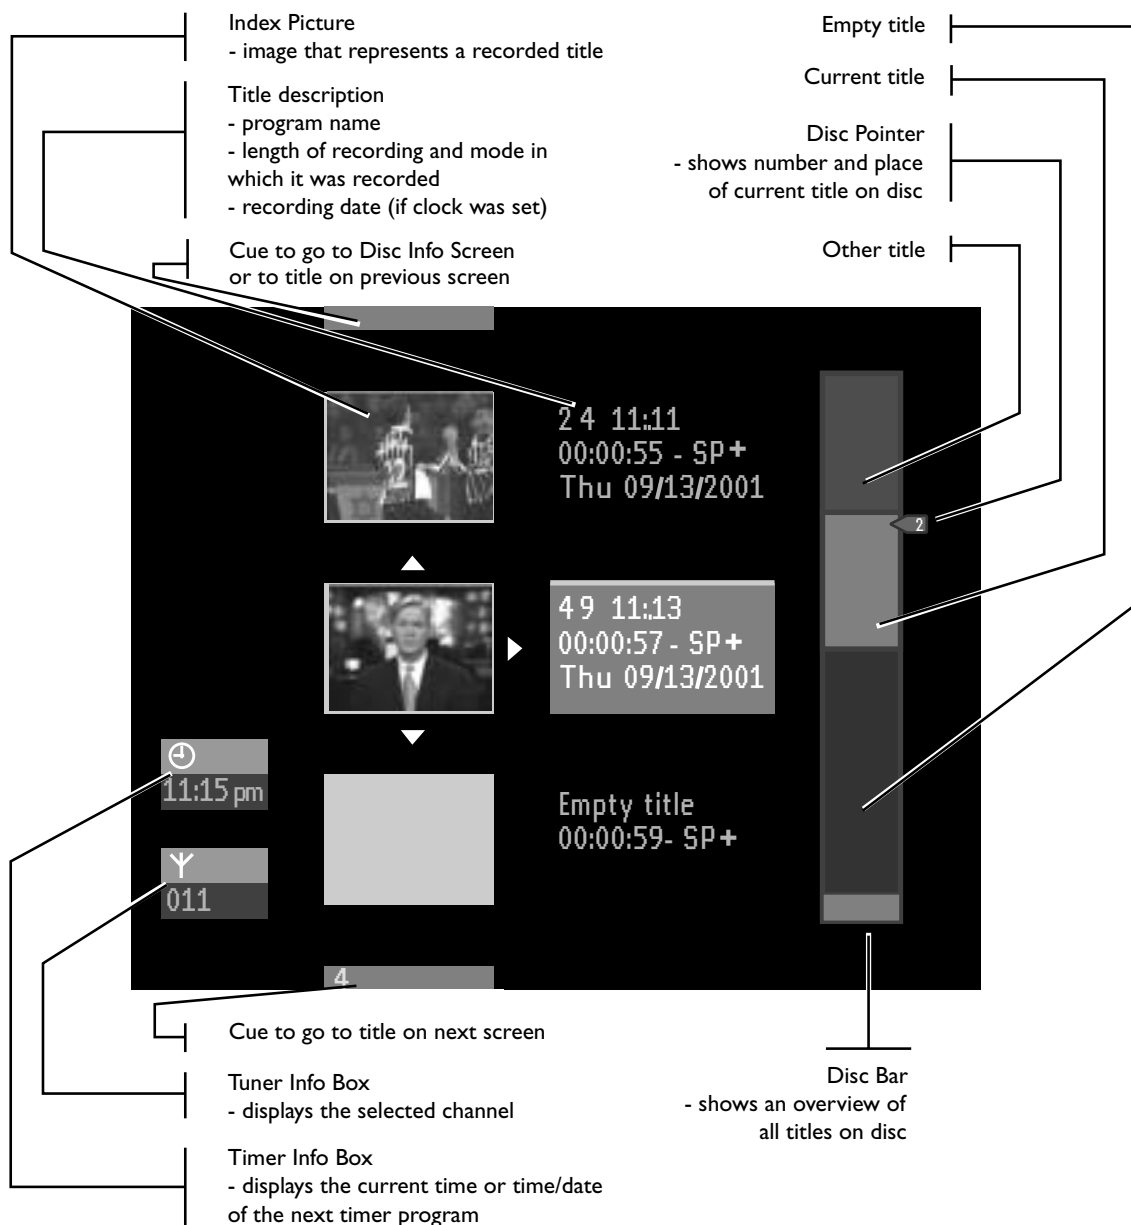 Index Picture
- image that represents a recorded title
Title description
- program name
- length of recording and mode in
which it was recorded
- recording date (if clock was set)
Cue to go to Disc Info Screen
or to title on previous screen
Empty title
Current title
Disc Pointer
- shows number and place
of current title on disc
Other title
24 11:11
00:00:55 - SP+
Thu 09/13/2001
2
49 11:13
00:00:57 - SP+
Thu 09/13/2001
11:15 pm
Empty title
00:00:59- SP+
011
4
Cue to go to title on next screen
Tuner Info Box
- displays the selected channel
Timer Info Box
- displays the current time or time/date
of the next timer program
Disc Bar
- shows an overview of
all titles on disc